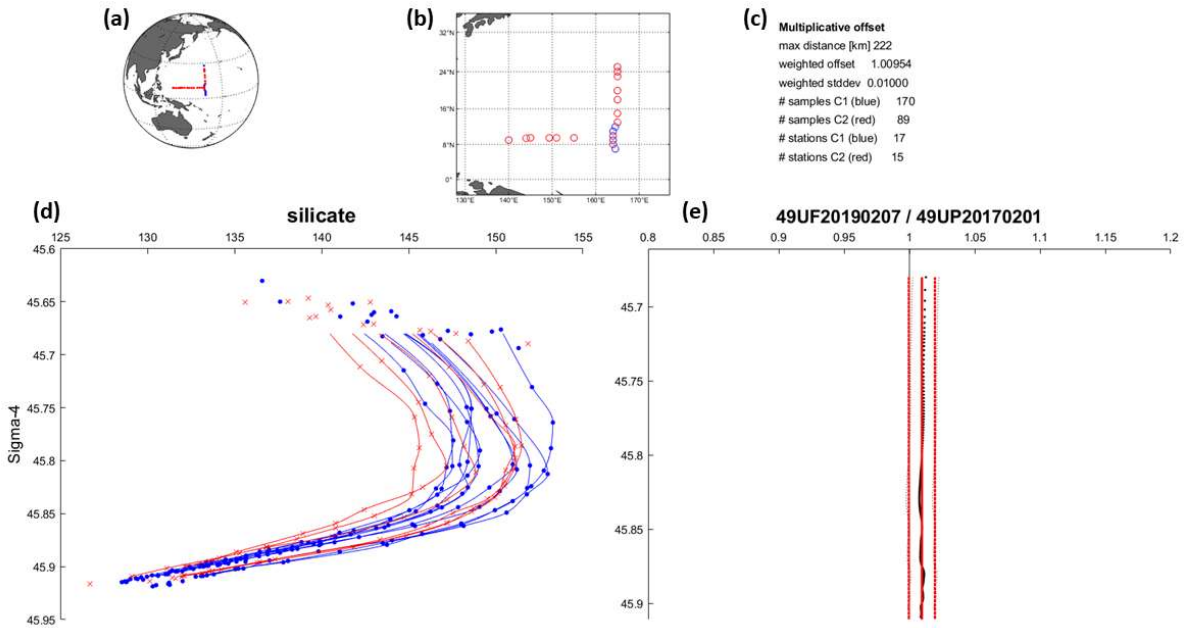 (a)
(b)
(c)
32°N
24°N
16°N
8°N
0°
130°E 140°E 150°E 160°E 170°E
Multiplicative offset
max distance [km] 222
weighted offset 1.00954
weighted stddev 0.01000
# samples C1 (blue) 170
# samples C2 (red) 89
# stations C1 (blue) 17
# stations C2 (red) 15
(d)
silicate
125 130 135 140 145 150 155
45.6
45.65
45.7
45.75
45.8
45.85
45.9
45.95
Sigma-4
(e)
49UF20190207 / 49UP20170201
0.8 0.85 0.9 0.95 1 1.05 1.1 1.15 1.2
45.7
45.75
45.8
45.85
45.9